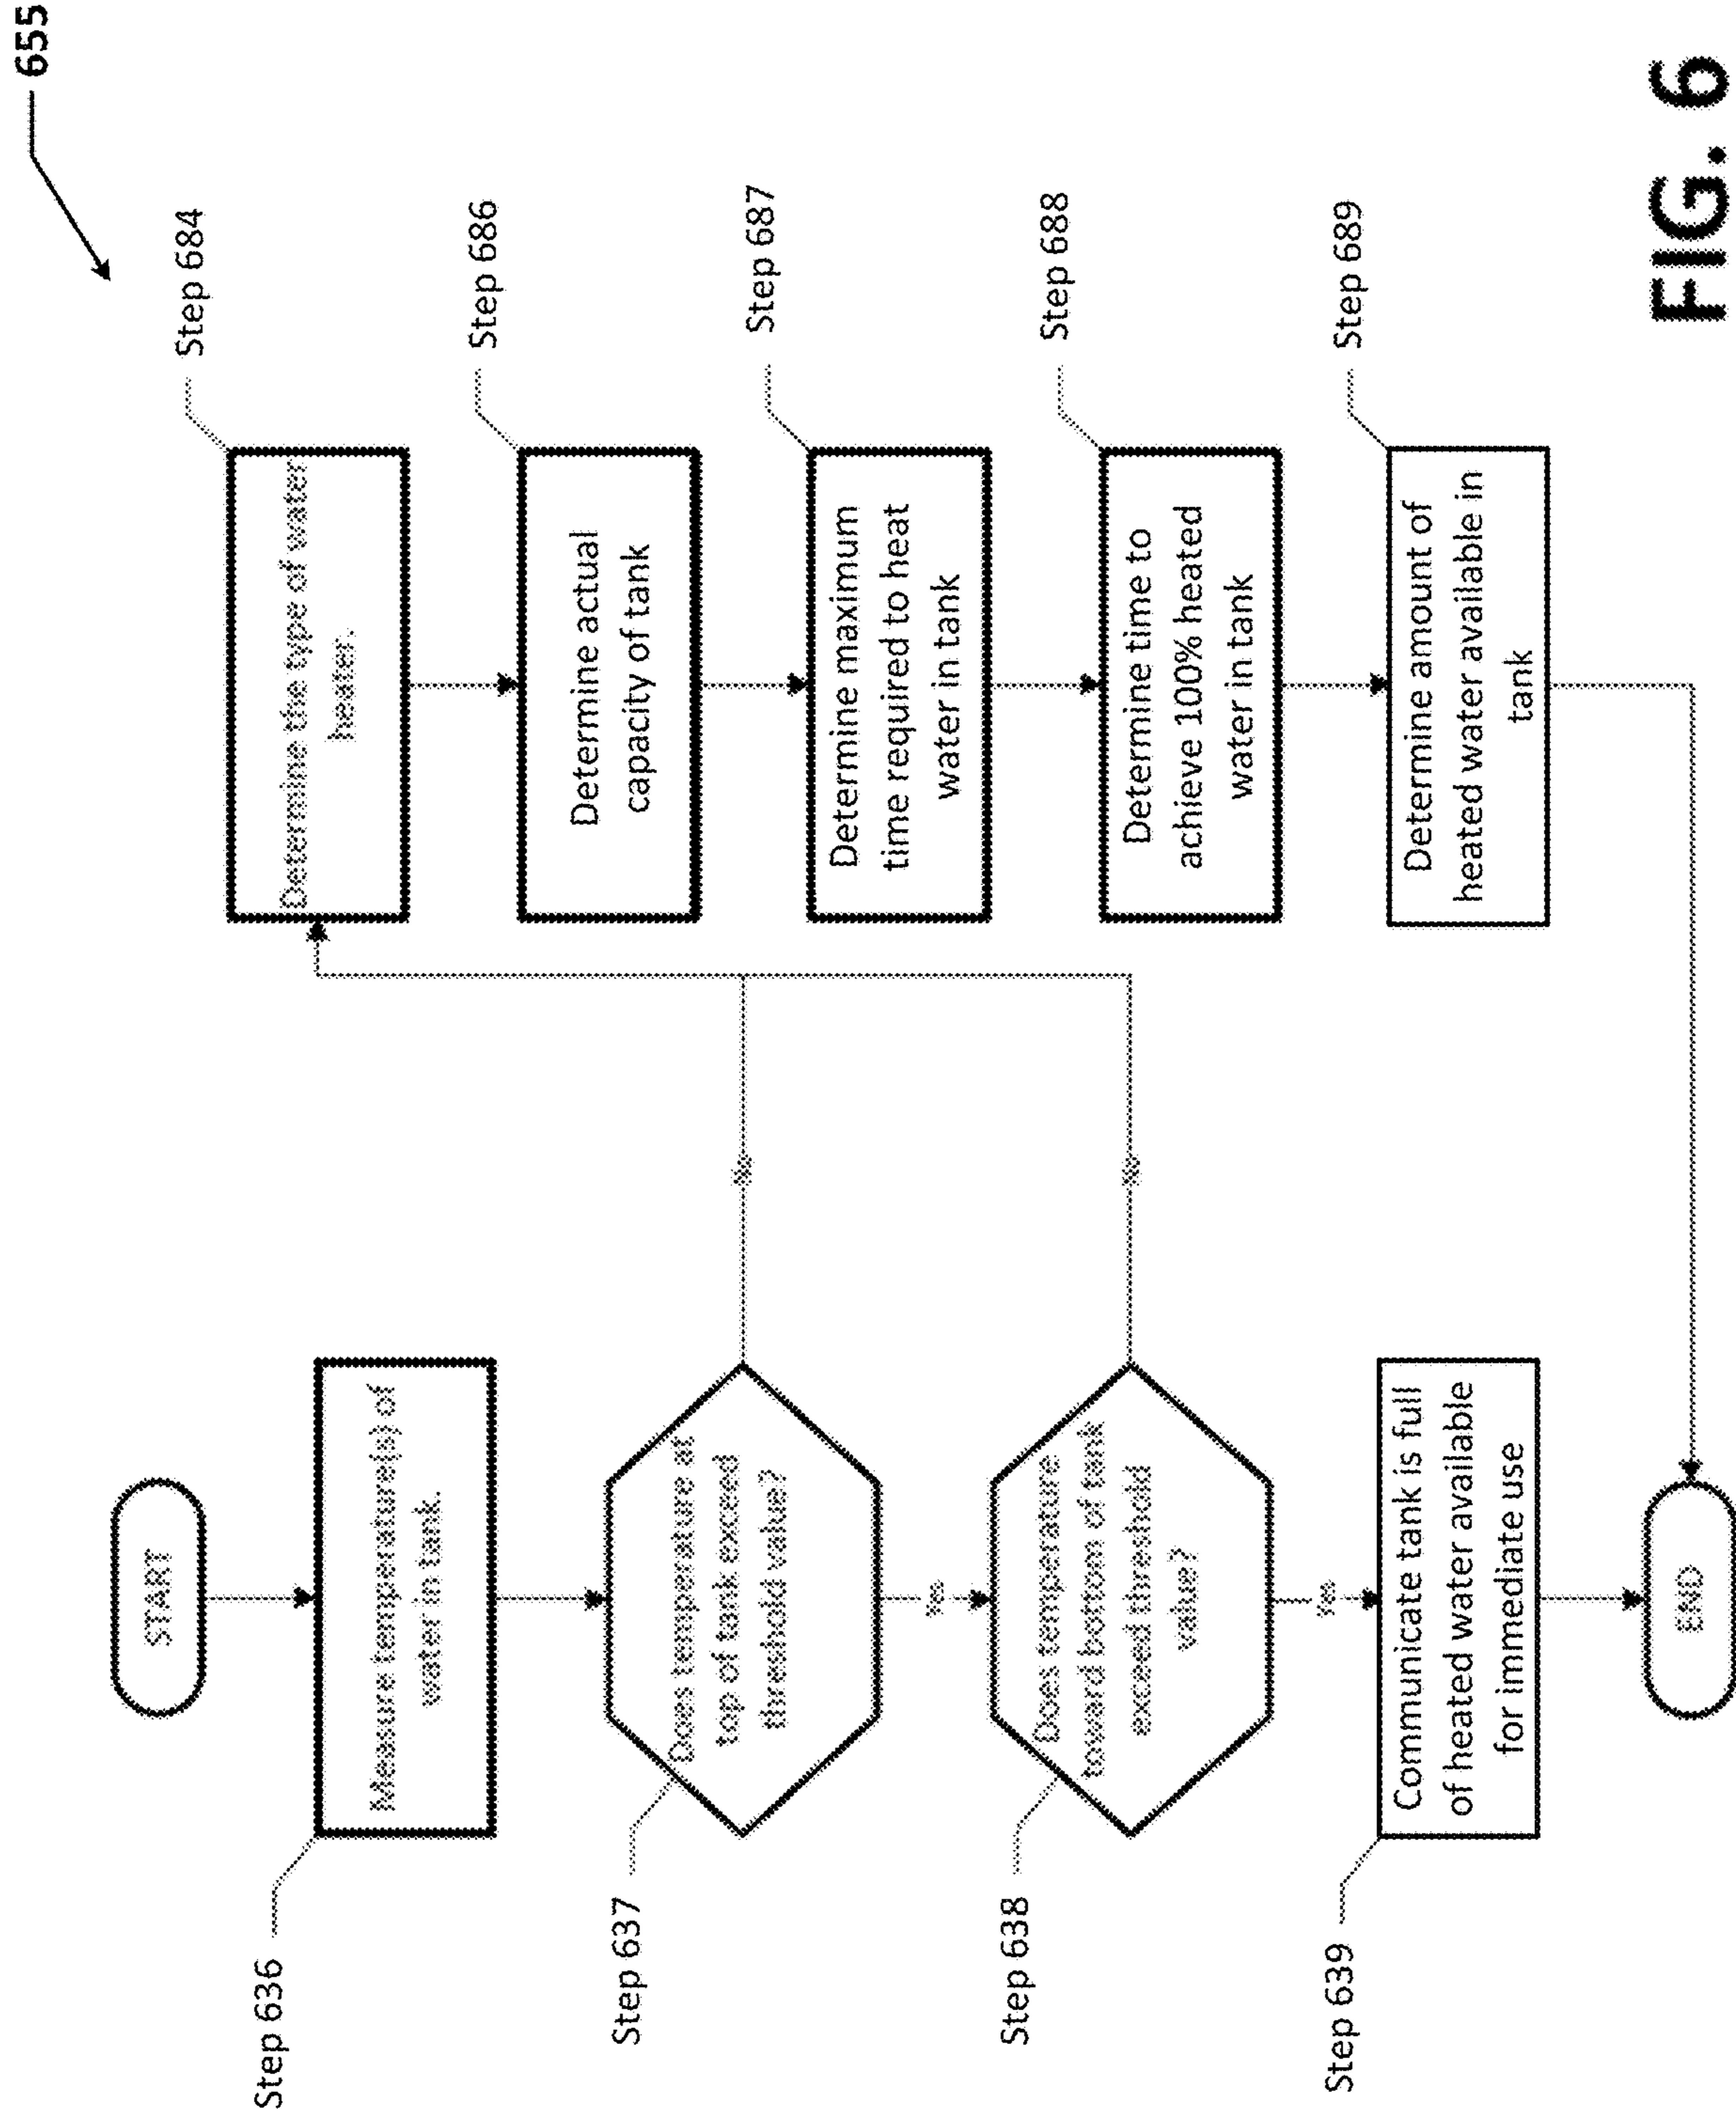 655
START
Step 636
Measure temperature(s) of
water in tank.
Step 637
Does temperature at
top of tank exceed
threshold value?
No
Yes
Step 638
Does temperature
toward bottom of tank
exceed threshold
value?
No
Yes
Step 639
Communicate tank is full
of heated water available
for immediate use
END
Step 684
Determine the type of water
heater.
Step 686
Determine actual
capacity of tank
Step 687
Determine maximum
time required to heat
water in tank
Step 688
Determine time to
achieve 100% heated
water in tank
Step 689
Determine amount of
heated water available in
tank
FIG. 6